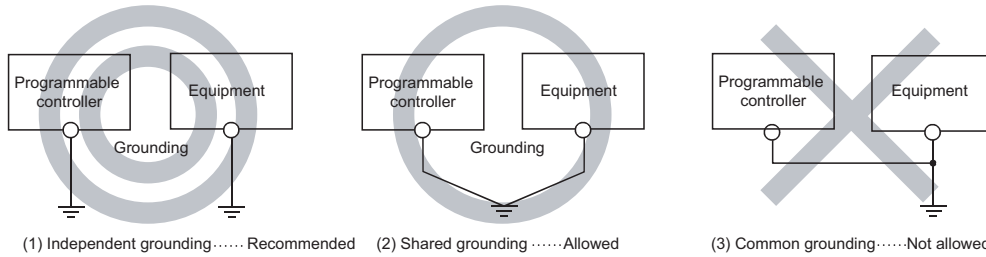 Programmable
controller
Equipment
Grounding
Programmable
controller
Equipment
Grounding
Programmable
controller
Equipment
(1) Independent grounding······Recommended
(2) Shared grounding ······Allowed
(3) Common grounding······Not allowed